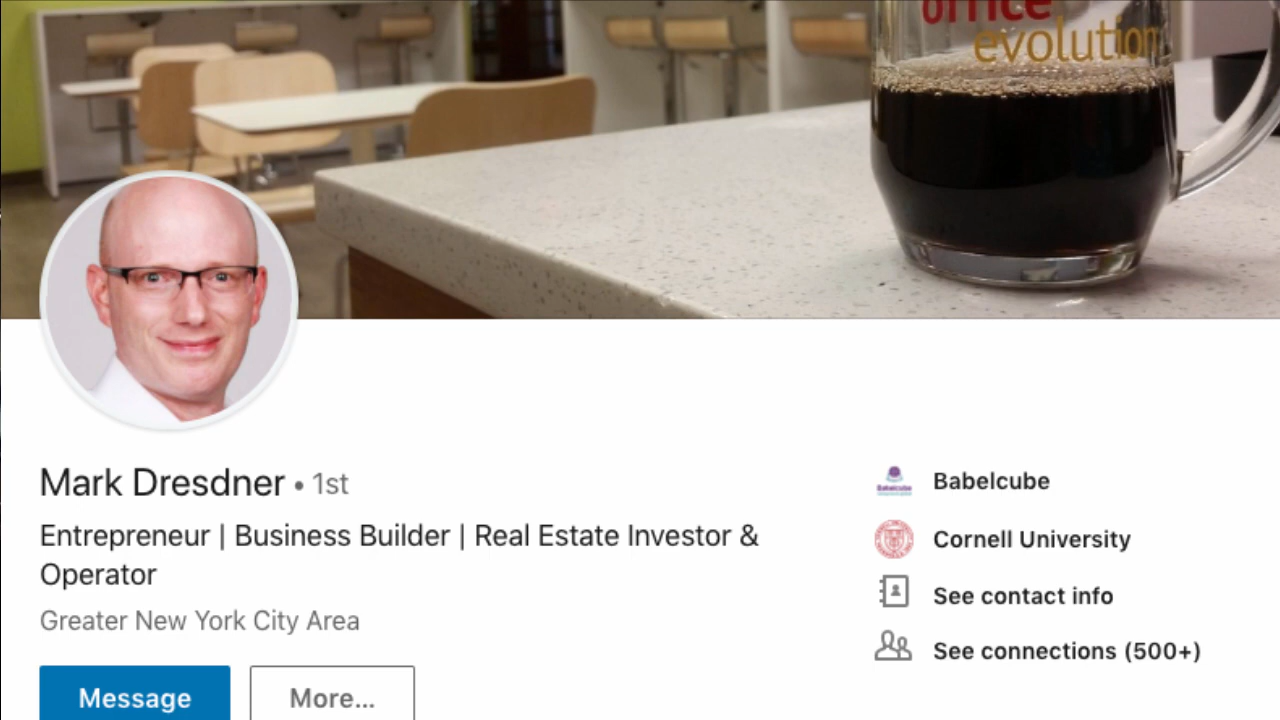 office
evolution
Mark Dresdner • 1st
Entrepreneur | Business Builder | Real Estate Investor &
Operator
Greater New York City Area
Message
More...
Babelcube
Babelcube
Cornell University
See contact info
See connections (500+)